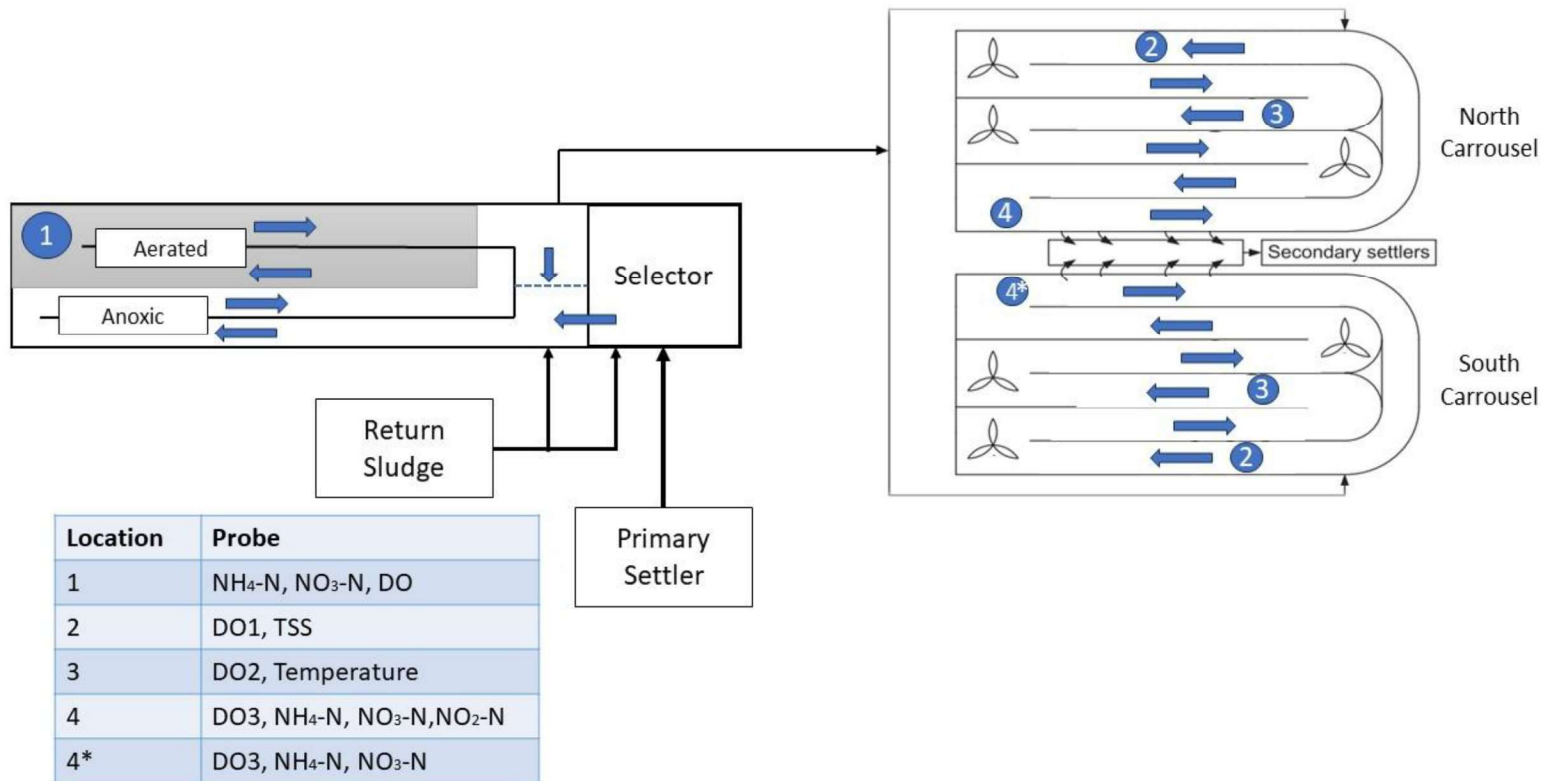 2
3
North
Carrousel
4
1
Aerated
Anoxic
Selector
Secondary settlers
4*
3
South
Carrousel
2
Return
Sludge
Primary
Settler
Location Probe
1 NH₄-N, NO₃-N, DO
2 DO1, TSS
3 DO2, Temperature
4 DO3, NH₄-N, NO₃-N,NO₂-N
4* DO3, NH₄-N, NO₃-N